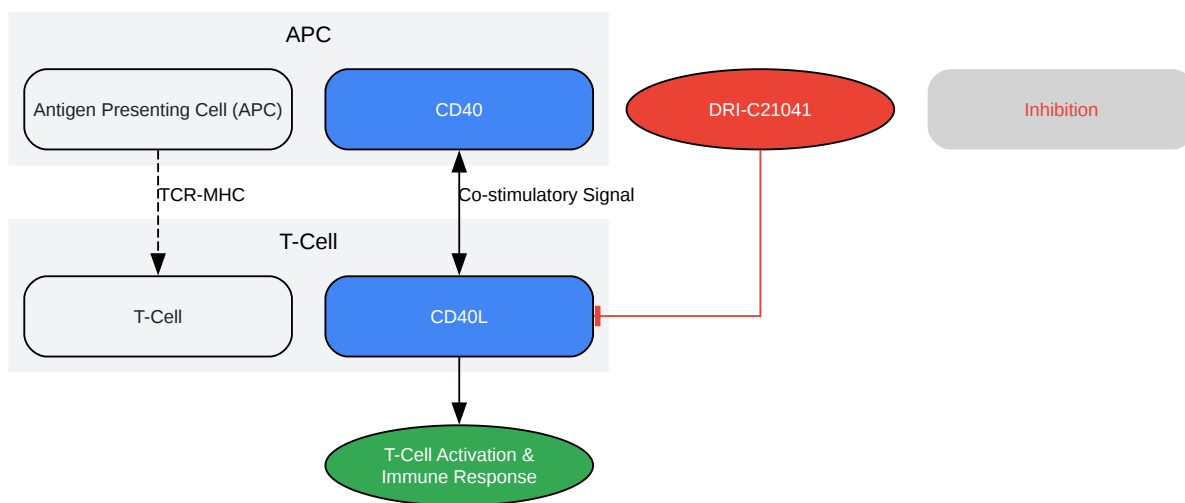 APC
Antigen Presenting Cell (APC)
CD40
DRI-C21041
Inhibition
TCR-MHC
Co-stimulatory Signal
T-Cell
T-Cell
CD40L
T-Cell Activation &
Immune Response